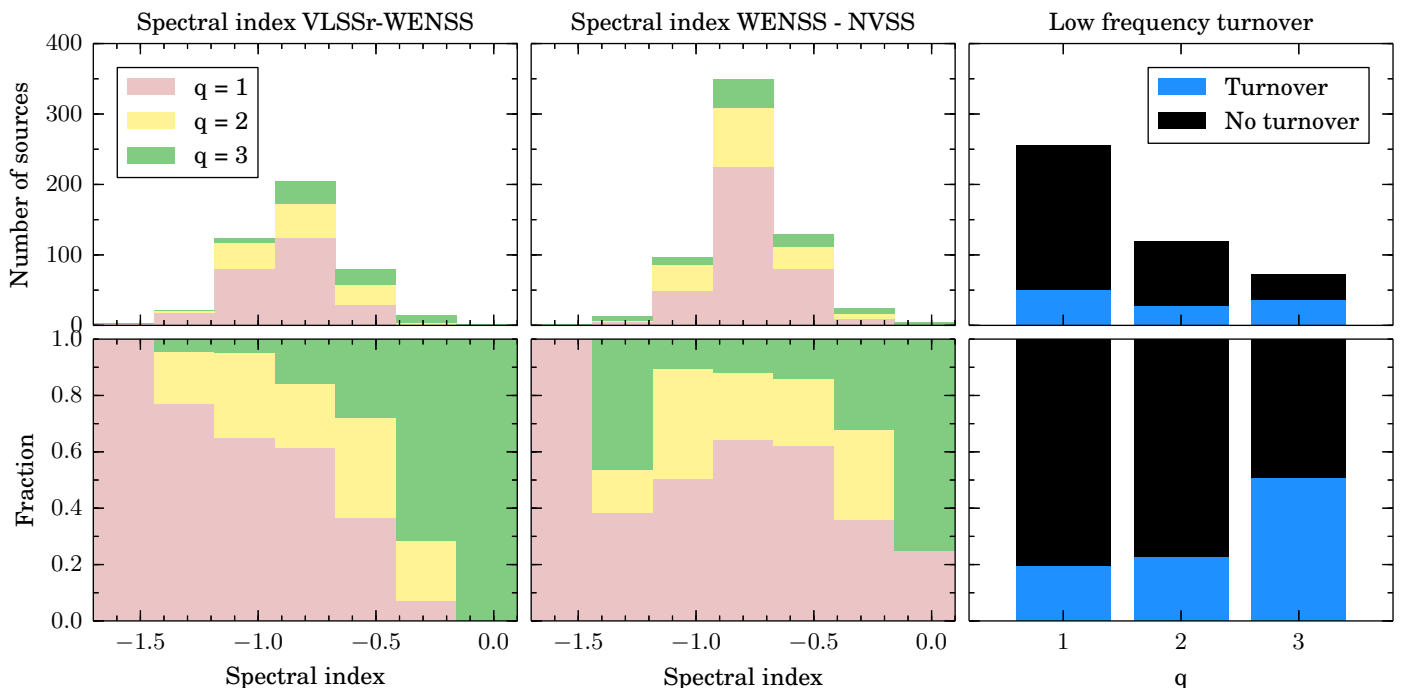 Spectral index VLSSr-WENSS
Spectral index WENSS - NVSS
Low frequency turnover
Number of sources
400
300
200
100
0
q = 1
q = 2
q = 3
Turnover
No turnover
Fraction
1.0
0.8
0.6
0.4
0.2
0.0
−1.5 −1.0 −0.5 0.0
−1.5 −1.0 −0.5 0.0
1 2 3
Spectral index
Spectral index
q